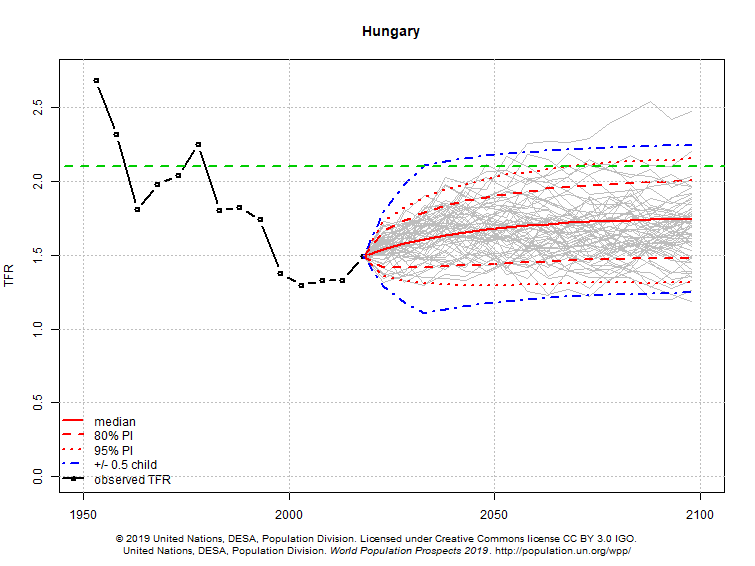 Hungary
TFR
2.5
2.0
1.5
1.0
0.5
0.0
median
80% PI
95% PI
+/- 0.5 child
observed TFR
1950 2000 2050 2100
© 2019 United Nations, DESA, Population Division. Licensed under Creative Commons license CC BY 3.0 IGO.
United Nations, DESA, Population Division. World Population Prospects 2019. http://population.un.org/wpp/